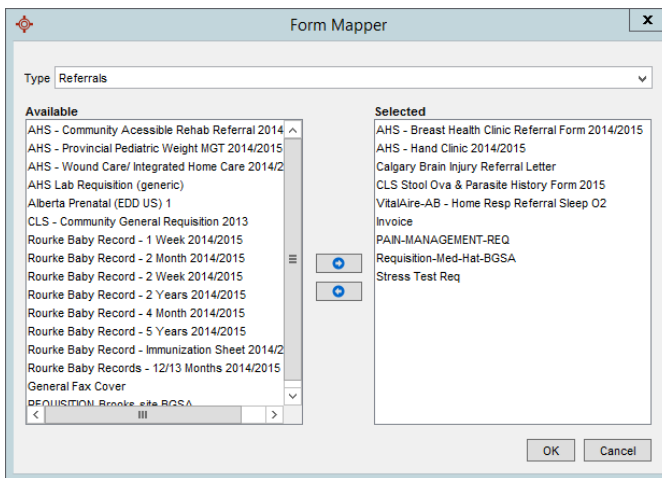 Form Mapper
x
Type Referrals
Available
AHS - Community Acessible Rehab Referral 2014
AHS - Provincial Pediatric Weight MGT 2014/2015
AHS - Wound Care/ Integrated Home Care 2014/2
AHS Lab Requisition (generic)
Alberta Prenatal (EDD US) 1
CLS - Community General Requisition 2013
Rourke Baby Record - 1 Week 2014/2015
Rourke Baby Record - 2 Month 2014/2015
Rourke Baby Record - 2 Week 2014/2015
Rourke Baby Record - 2 Years 2014/2015
Rourke Baby Record - 4 Month 2014/2015
Rourke Baby Record - 5 Years 2014/2015
Rourke Baby Record - Immunization Sheet 2014/2
Rourke Baby Records - 12/13 Months 2014/2015
General Fax Cover
REQUISITION-Brooks-site BGSA
Selected
AHS - Breast Health Clinic Referral Form 2014/2015
AHS - Hand Clinic 2014/2015
Calgary Brain Injury Referral Letter
CLS Stool Ova & Parasite History Form 2015
VitalAire-AB - Home Resp Referral Sleep O2
Invoice
PAIN-MANAGEMENT-REQ
Requisition-Med-Hat-BGSA
Stress Test Req
OK
Cancel